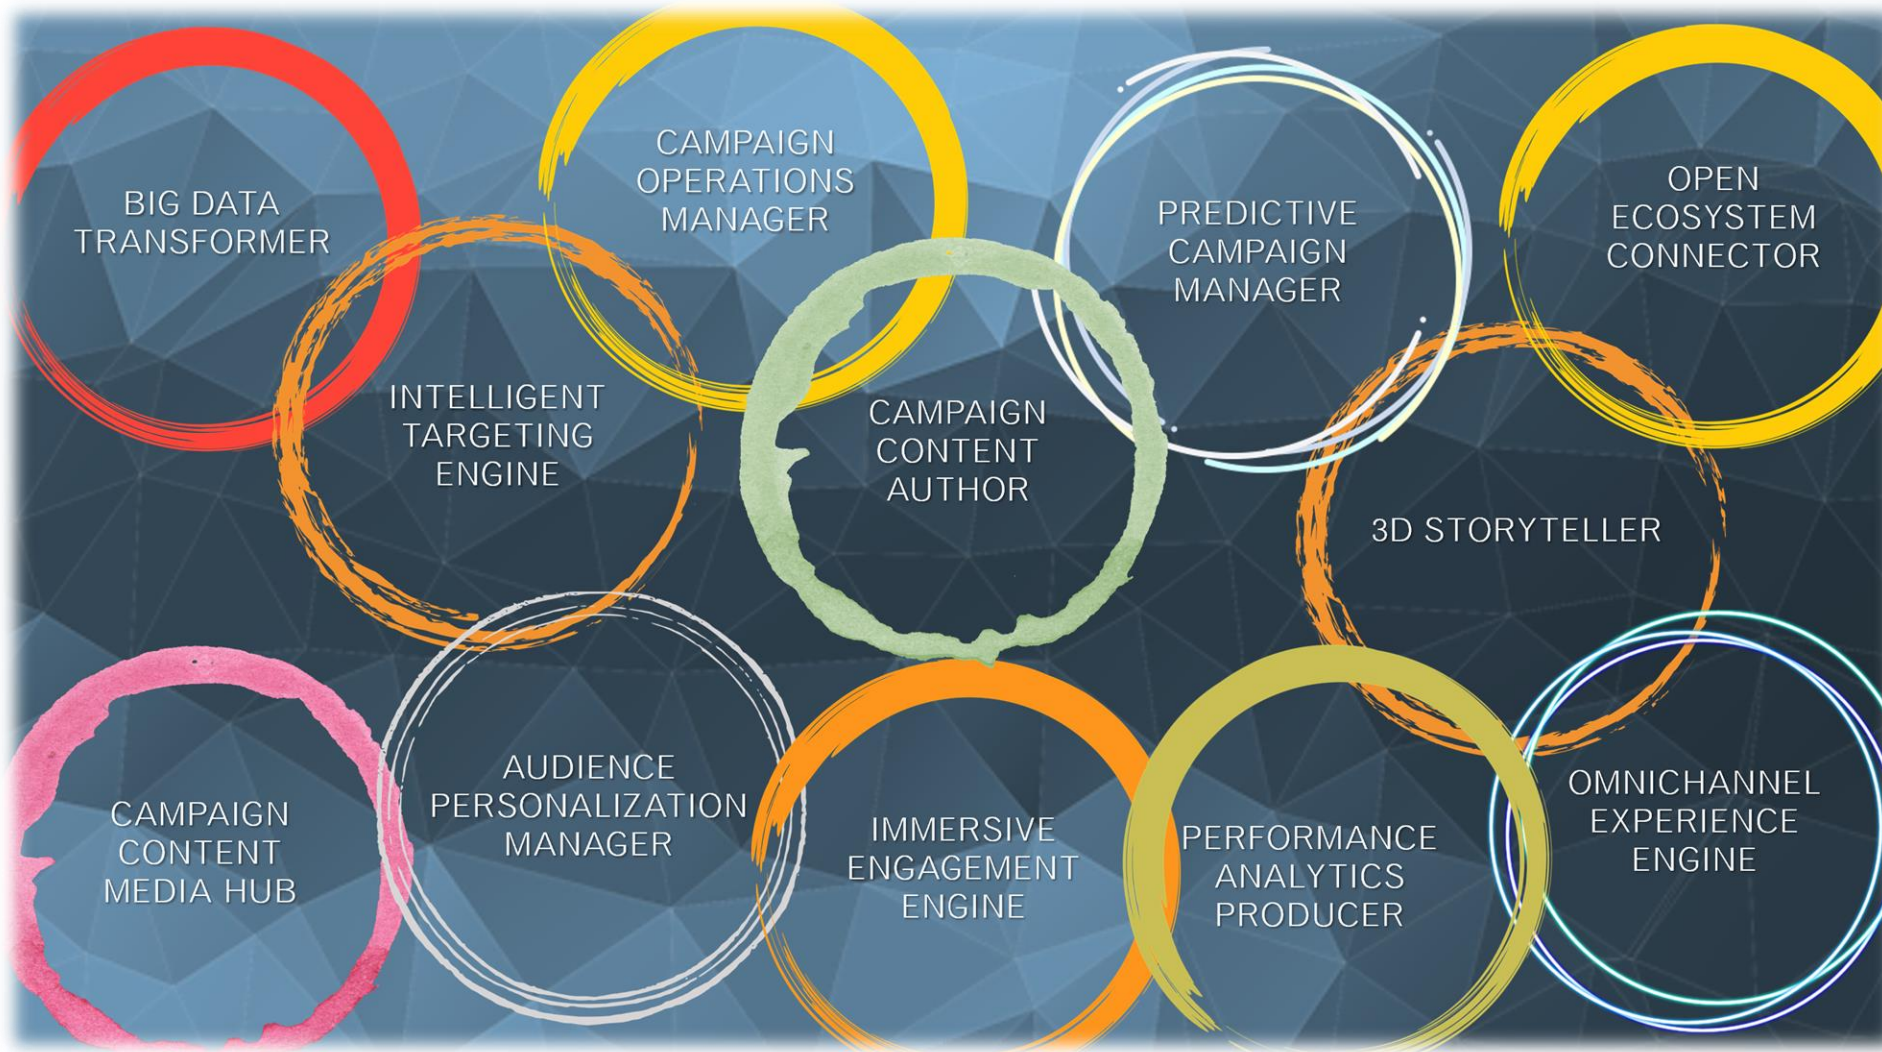 BIG DATA
TRANSFORMER
CAMPAIGN
OPERATIONS
MANAGER
PREDICTIVE
CAMPAIGN
MANAGER
OPEN
ECOSYSTEM
CONNECTOR
INTELLIGENT
TARGETING
ENGINE
CAMPAIGN
CONTENT
AUTHOR
3D STORYTELLER
CAMPAIGN
CONTENT
MEDIA HUB
AUDIENCE
PERSONALIZATION
MANAGER
IMMERSIVE
ENGAGEMENT
ENGINE
PERFORMANCE
ANALYTICS
PRODUCER
OMNICHANNEL
EXPERIENCE
ENGINE